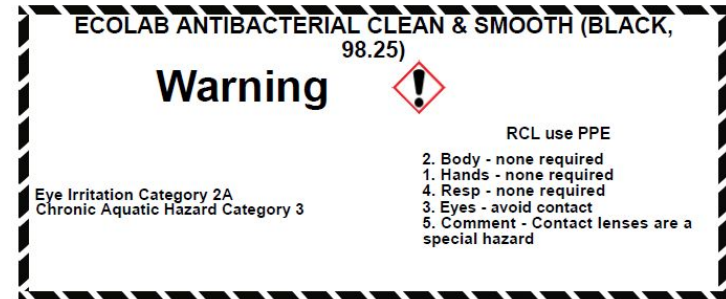 ECOLAB ANTIBACTERIAL CLEAN & SMOOTH (BLACK,
98.25)
Warning
RCL use PPE
2. Body - none required
1. Hands - none required
4. Resp - none required
3. Eyes - avoid contact
5. Comment - Contact lenses are a
special hazard
Eye Irritation Category 2A
Chronic Aquatic Hazard Category 3